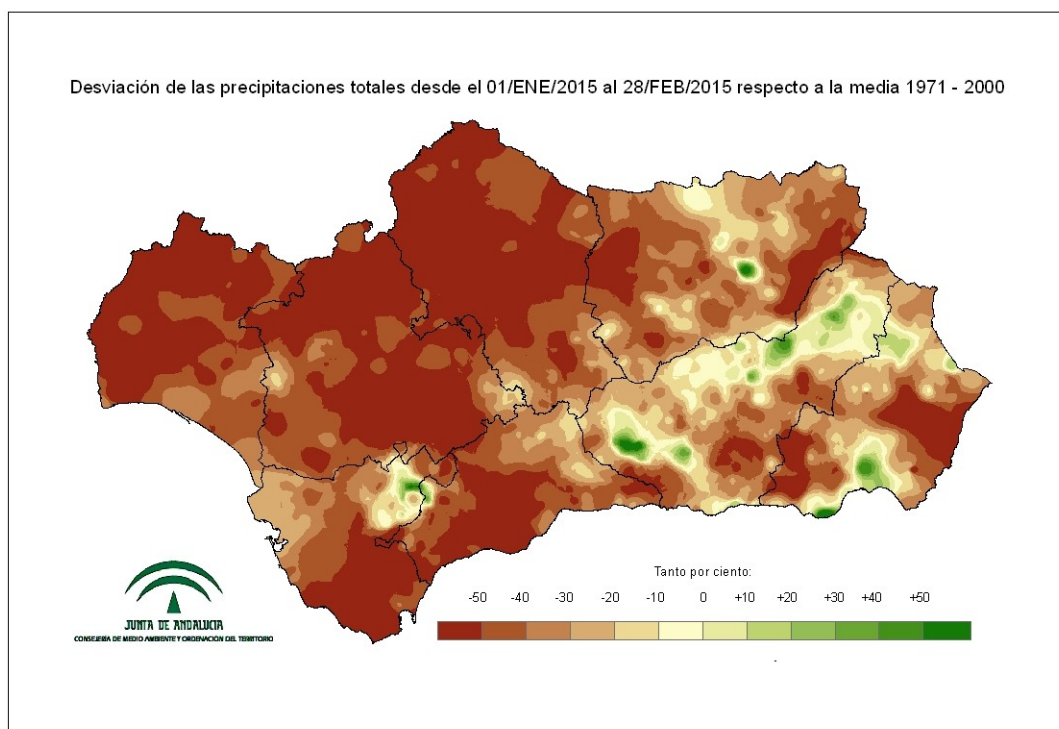 Desviación de las precipitaciones totales desde el 01/ENE/2015 al 28/FEB/2015 respecto a la media 1971 - 2000
Tanto por ciento:
-50 -40 -30 -20 -10 0 +10 +20 +30 +40 +50
JUNTA DE ANDALUCIA
CONSEJERÍA DE MEDIO AMBIENTE Y ORDENACIÓN DEL TERRITORIO